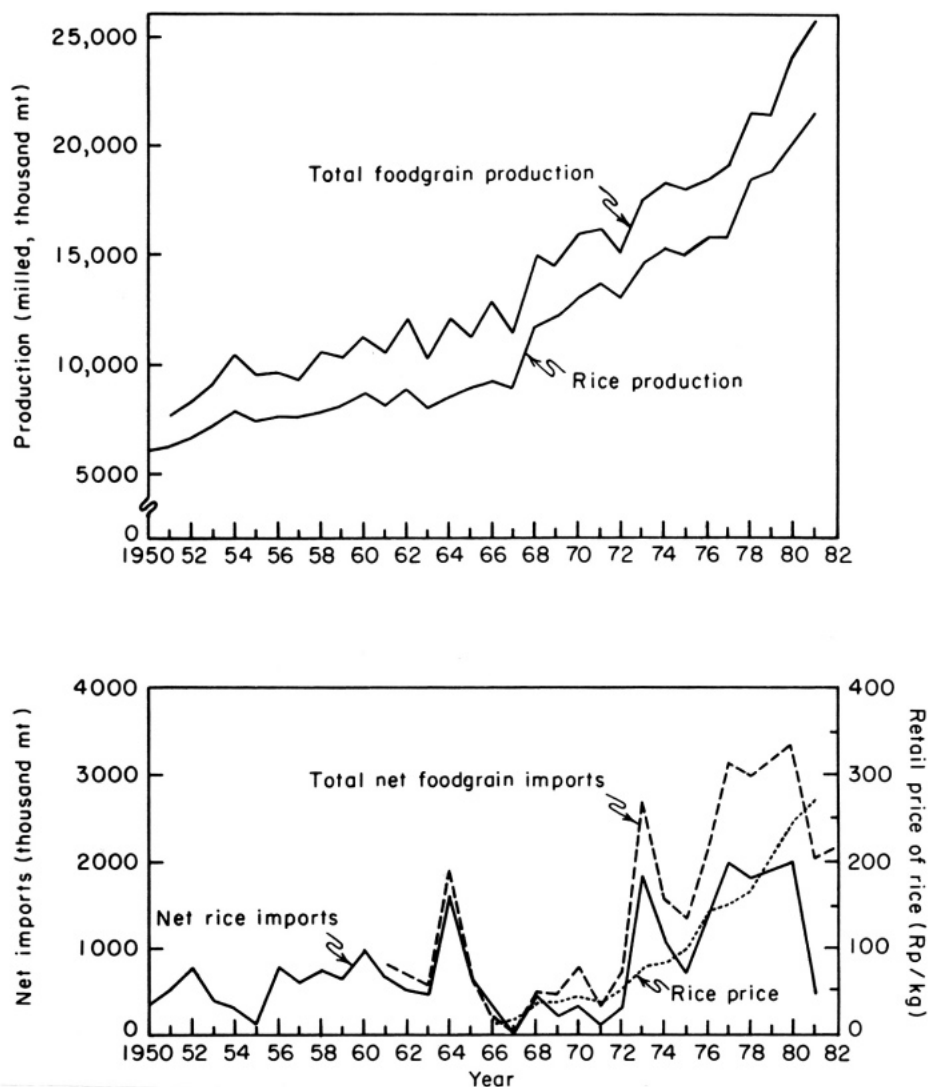 25,000
20,000
15,000
10,000
5000
0
Production (milled, thousand mt)
Total foodgrain production
Rice production
1950 52 54 56 58 60 62 64 66 68 70 72 74 76 78 80 82
4000
3000
2000
1000
0
Net imports (thousand mt)
400
300
200
100
0
Retail price of rice (Rp/kg)
Total net foodgrain imports
Net rice imports
Rice price
1950 52 54 56 58 60 62 64 66 68 70 72 74 76 78 80 82
Year